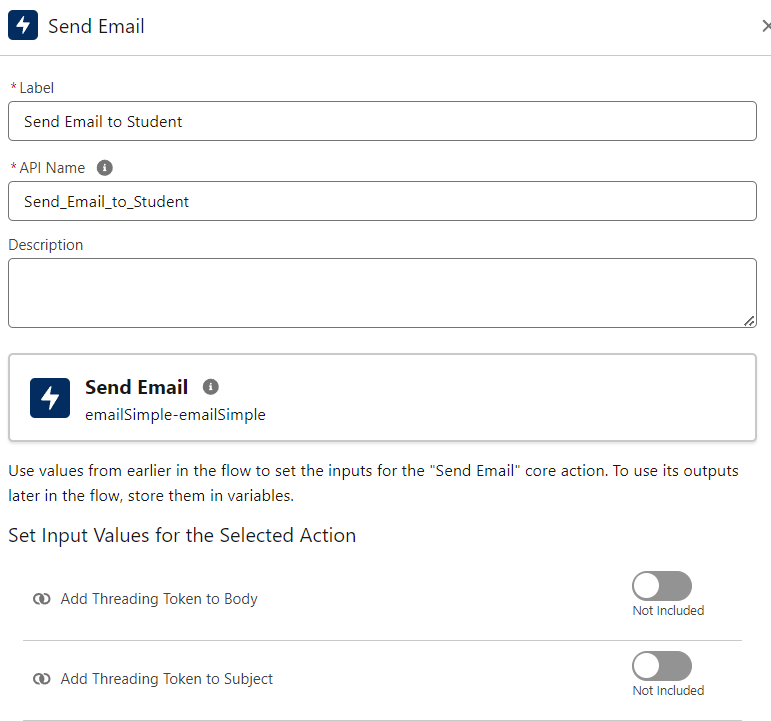 Send Email
*Label
Send Email to Student
*API Name
Send_Email_to_Student
Description
Send Email
emailSimple-emailSimple
Use values from earlier in the flow to set the inputs for the "Send Email" core action. To use its outputs
later in the flow, store them in variables.
Set Input Values for the Selected Action
Add Threading Token to Body
Not Included
Add Threading Token to Subject
Not Included